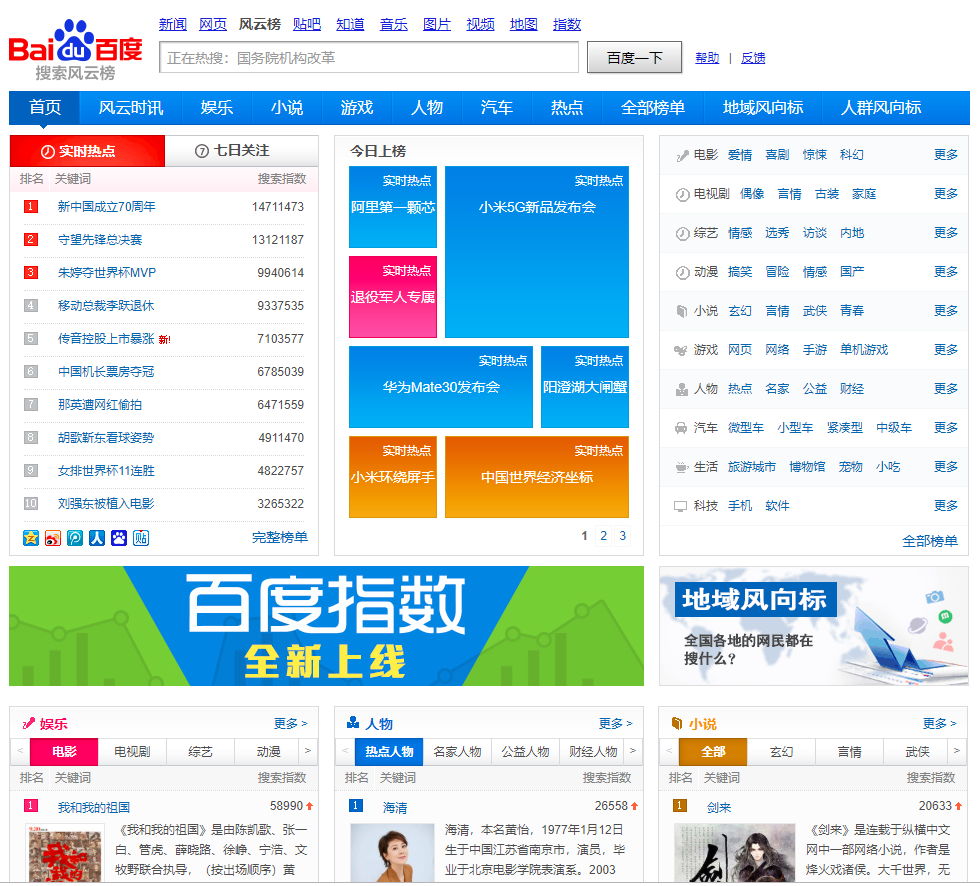 新闻 网页 风云榜 贴吧 知道 音乐 图片 视频 地图 指数
Bai du 百度
搜索风云榜
正在热搜：国务院机构改革 百度一下 帮助 | 反馈
首页 风云时讯 娱乐 小说 游戏 人物 汽车 热点 全部榜单 地域风向标 人群风向标
实时热点 7 七日关注
排名 关键词 搜索指数
1 新中国成立70周年 14711473
2 守望先锋总决赛 13121187
3 朱婷夺世界杯MVP 9940614
4 移动总裁李跃退休 9337535
5 传音控股上市暴涨 新! 7103577
6 中国机长票房夺冠 6785039
7 那英遭网红偷拍 6471559
8 胡歌靳东看球姿势 4911470
9 女排世界杯11连胜 4822757
10 刘强东被植入电影 3265322
完整榜单
今日上榜
实时热点
阿里第一颗芯
实时热点
小米5G新品发布会
实时热点
退役军人专属
实时热点
华为Mate30发布会
实时热点
阳澄湖大闸蟹
实时热点
小米环绕屏手
实时热点
中国世界经济坐标
1 2 3
电影 爱情 喜剧 惊悚 科幻 更多
电视剧 偶像 言情 古装 家庭 更多
综艺 情感 选秀 访谈 内地 更多
动漫 搞笑 冒险 情感 国产 更多
小说 玄幻 言情 武侠 青春 更多
游戏 网页 网络 手游 单机游戏 更多
人物 热点 名家 公益 财经 更多
汽车 微型车 小型车 紧凑型 中级车 更多
生活 旅游城市 博物馆 宠物 小吃 更多
科技 手机 软件 更多
全部榜单
百度指数
全新上线
地域风向标
全国各地的网民都在
搜什么?
娱乐 更多 >
< 电影 电视剧 综艺 动漫 >
排名 关键词 搜索指数
1 我和我的祖国 58990
《我和我的祖国》是由陈凯歌、张一
白、管虎、薛晓路、徐峥、宁浩、文
牧野联合执导，（按出场顺序）黄
人物 更多 >
< 热点人物 名家人物 公益人物 财经人物 >
排名 关键词 搜索指数
1 海清 26558
海清，本名黄怡，1977年1月12日
生于中国江苏省南京市，演员，毕
业于北京电影学院表演系。2003
小说 更多 >
< 全部 玄幻 言情 武侠 >
排名 关键词 搜索指数
1 剑来 20633
《剑来》是连载于纵横中文
网中一部网络小说，作者是
烽火戏诸侯。大千世界，无